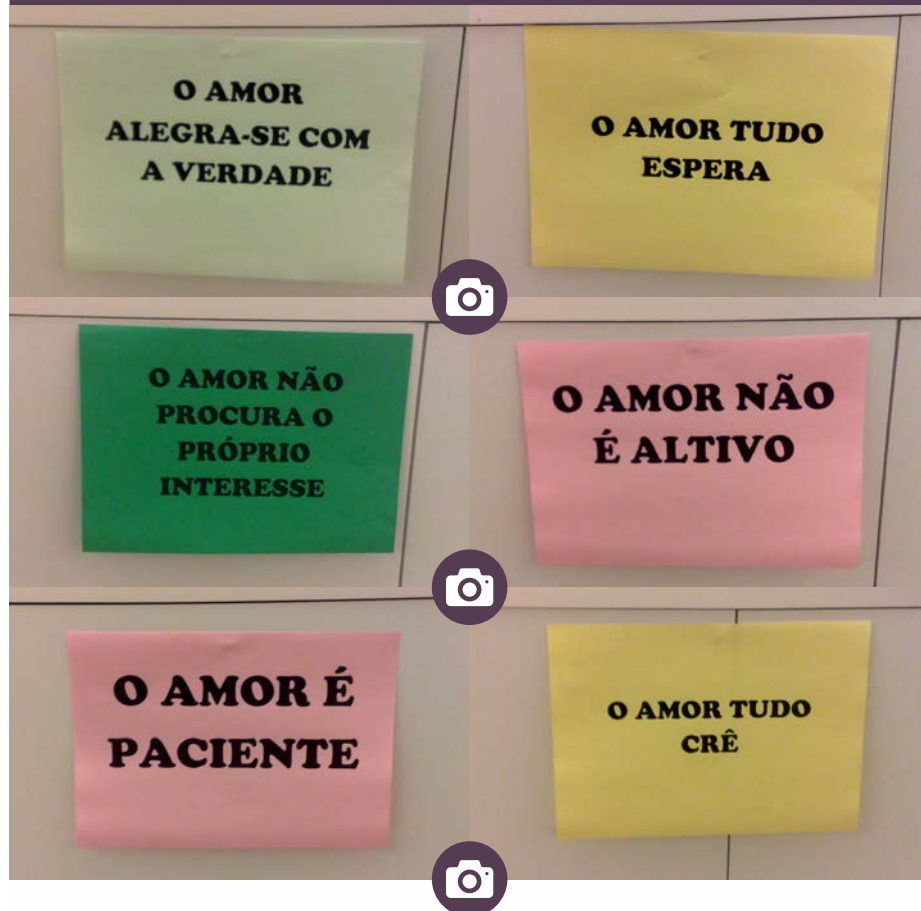 O AMOR
ALEGRA-SE COM
A VERDADE
O AMOR TUDO
ESPERA
O AMOR NÃO
PROCURA O
PRÓPRIO
INTERESSE
O AMOR NÃO
É ALTIVO
O AMOR É
PACIENTE
O AMOR TUDO
CRÊ